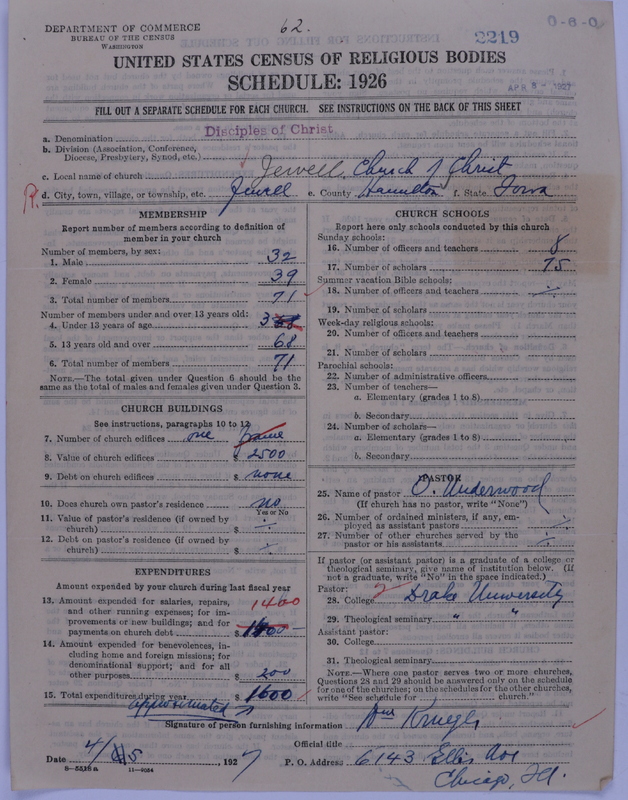 DEPARTMENT OF COMMERCE
BUREAU OF THE CENSUS
WASHINGTON
62.
0-8-0
2219
UNITED STATES CENSUS OF RELIGIOUS BODIES
SCHEDULE: 1926
APR 8 - 1927
FILL OUT A SEPARATE SCHEDULE FOR EACH CHURCH. SEE INSTRUCTIONS ON THE BACK OF THIS SHEET
a. Denomination Disciples of Christ
b. Division (Association, Conference, Diocese, Presbytery, Synod, etc.)
c. Local name of church Jewell, Church of Christ
d. City, town, village, or township, etc. Jewell e. County Hamilton f. State Iowa
MEMBERSHIP
Report number of members according to definition of
member in your church
Number of members, by sex:
1. Male 32
2. Female 39
3. Total number of members 71
Number of members under and over 13 years old:
4. Under 13 years of age 3
5. 13 years old and over 68
6. Total number of members 71
NOTE.—The total given under Question 6 should be the
same as the total of males and females given under Question 3.
CHURCH BUILDINGS
See instructions, paragraphs 10 to 12
7. Number of church edifices one frame
8. Value of church edifices $ 2500
9. Debt on church edifices $ none
10. Does church own pastor's residence no
Yes or No
11. Value of pastor's residence (if owned by
church) $ ÷
12. Debt on pastor's residence (if owned by
church) $ ÷
EXPENDITURES
Amount expended by your church during last fiscal year
13. Amount expended for salaries, repairs, 1400
and other running expenses; for im-
provements or new buildings; and for
payments on church debt $
14. Amount expended for benevolences, in-
cluding home and foreign missions; for
denominational support; and for all
other purposes $ 200
15. Total expenditures during year $ 1600
approximated
CHURCH SCHOOLS
Report here only schools conducted by this church
Sunday schools:
16. Number of officers and teachers 8
17. Number of scholars 75
Summer vacation Bible schools:
18. Number of officers and teachers ÷
19. Number of scholars
Week-day religious schools:
20. Number of officers and teachers
21. Number of scholars
Parochial schools:
22. Number of administrative officers
23. Number of teachers—
a. Elementary (grades 1 to 8)
b. Secondary
24. Number of scholars—
a. Elementary (grades 1 to 8)
b. Secondary
PASTOR
25. Name of pastor O. Underwood
(If church has no pastor, write "None")
26. Number of ordained ministers, if any, em-
ployed as assistant pastors ÷
27. Number of other churches served by the
pastor or his assistants ÷
If pastor (or assistant pastor) is a graduate of a college or
theological seminary, give name of institution below. (If
not a graduate, write "No" in the space indicated.)
Pastor:
28. College Drake University
29. Theological seminary " "
Assistant pastor:
30. College
31. Theological seminary
NOTE.—Where one pastor serves two or more churches,
Questions 28 and 29 should be answered only on the schedule
for one of the churches; on the schedules for the other churches,
write "See schedule for church."
Signature of person furnishing information Wm Krueger
Official title
Date 4/5 1927 P. O. Address 6143 Ellis Ave
Chicago, Ill.
8-5518a 11-9054